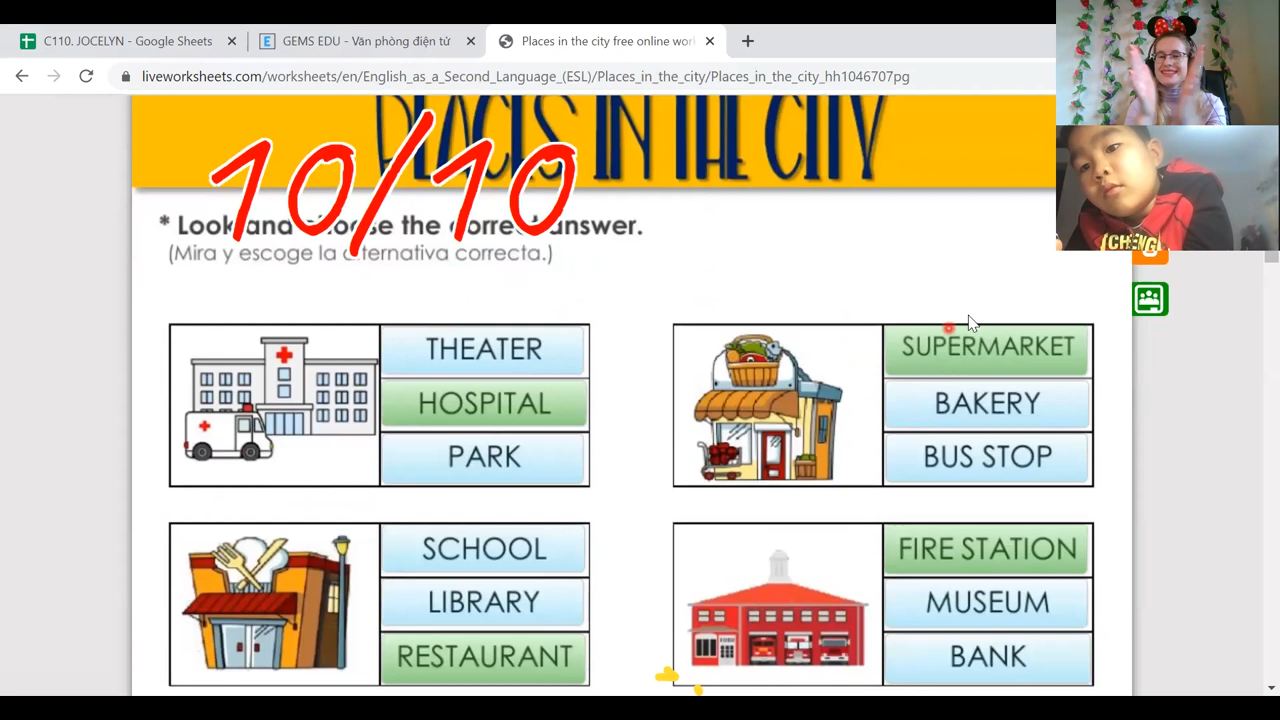 C110. JOCELYN - Google Sheets
GEMS EDU - Văn phòng điện tử
Places in the city free online wor
liveworksheets.com/worksheets/en/English_as_a_Second_Language_(ESL)/Places_in_the_city/Places_in_the_city_hh1046707pg
PLACES IN THE CITY
10/10
* Look and choose the correct answer.
(Mira y escoge la alternativa correcta.)
THEATER
HOSPITAL
PARK
SUPERMARKET
BAKERY
BUS STOP
SCHOOL
LIBRARY
RESTAURANT
FIRE STATION
MUSEUM
BANK
CHENG